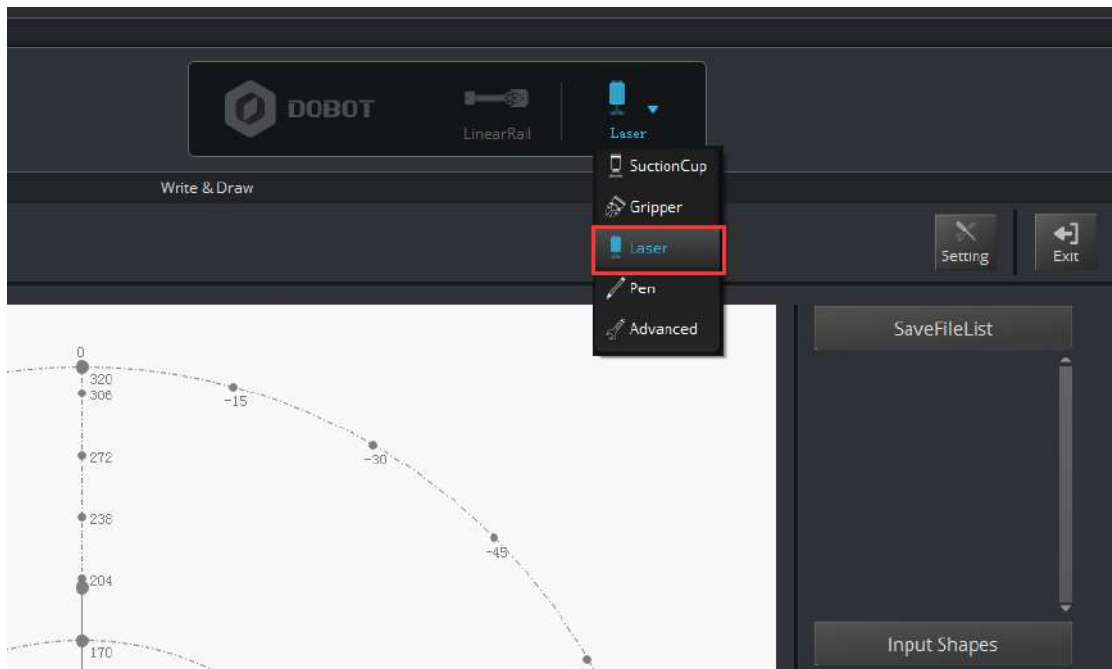 DOBOT
LinearRail
Laser
SuctionCup
Gripper
Laser
Pen
Advanced
Write & Draw
Setting
Exit
SaveFileList
0
320
306
-15
272
-30
236
-45
204
170
Input Shapes